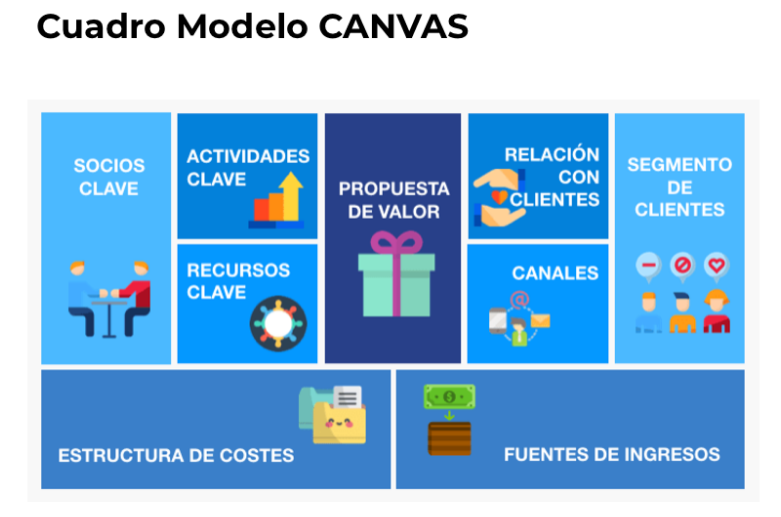 Cuadro Modelo CANVAS
SOCIOS
CLAVE
ACTIVIDADES
CLAVE
RECURSOS
CLAVE
PROPUESTA
DE VALOR
RELACIÓN
CON
CLIENTES
CANALES
SEGMENTO
DE
CLIENTES
ESTRUCTURA DE COSTES
FUENTES DE INGRESOS